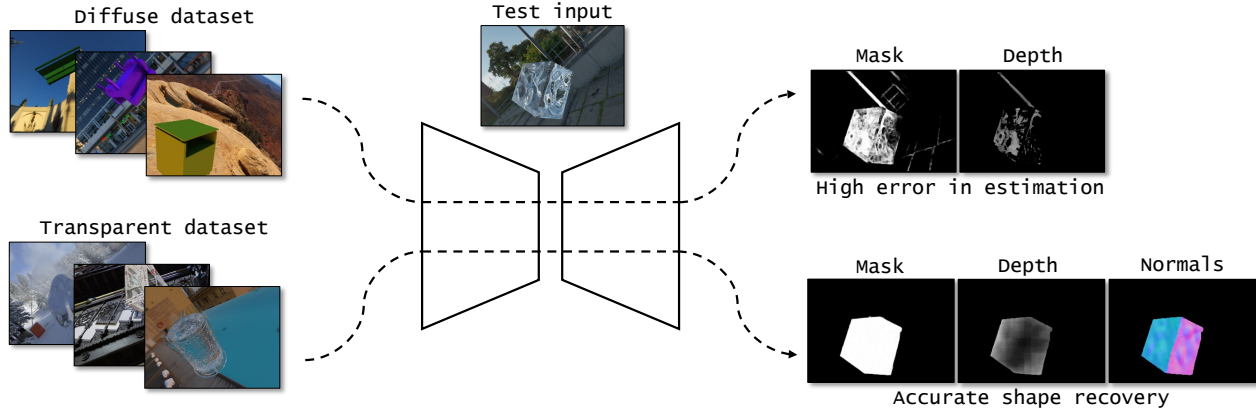 Diffuse dataset
Test input
Mask
Depth
High error in estimation
Transparent dataset
Mask
Depth
Normals
Accurate shape recovery